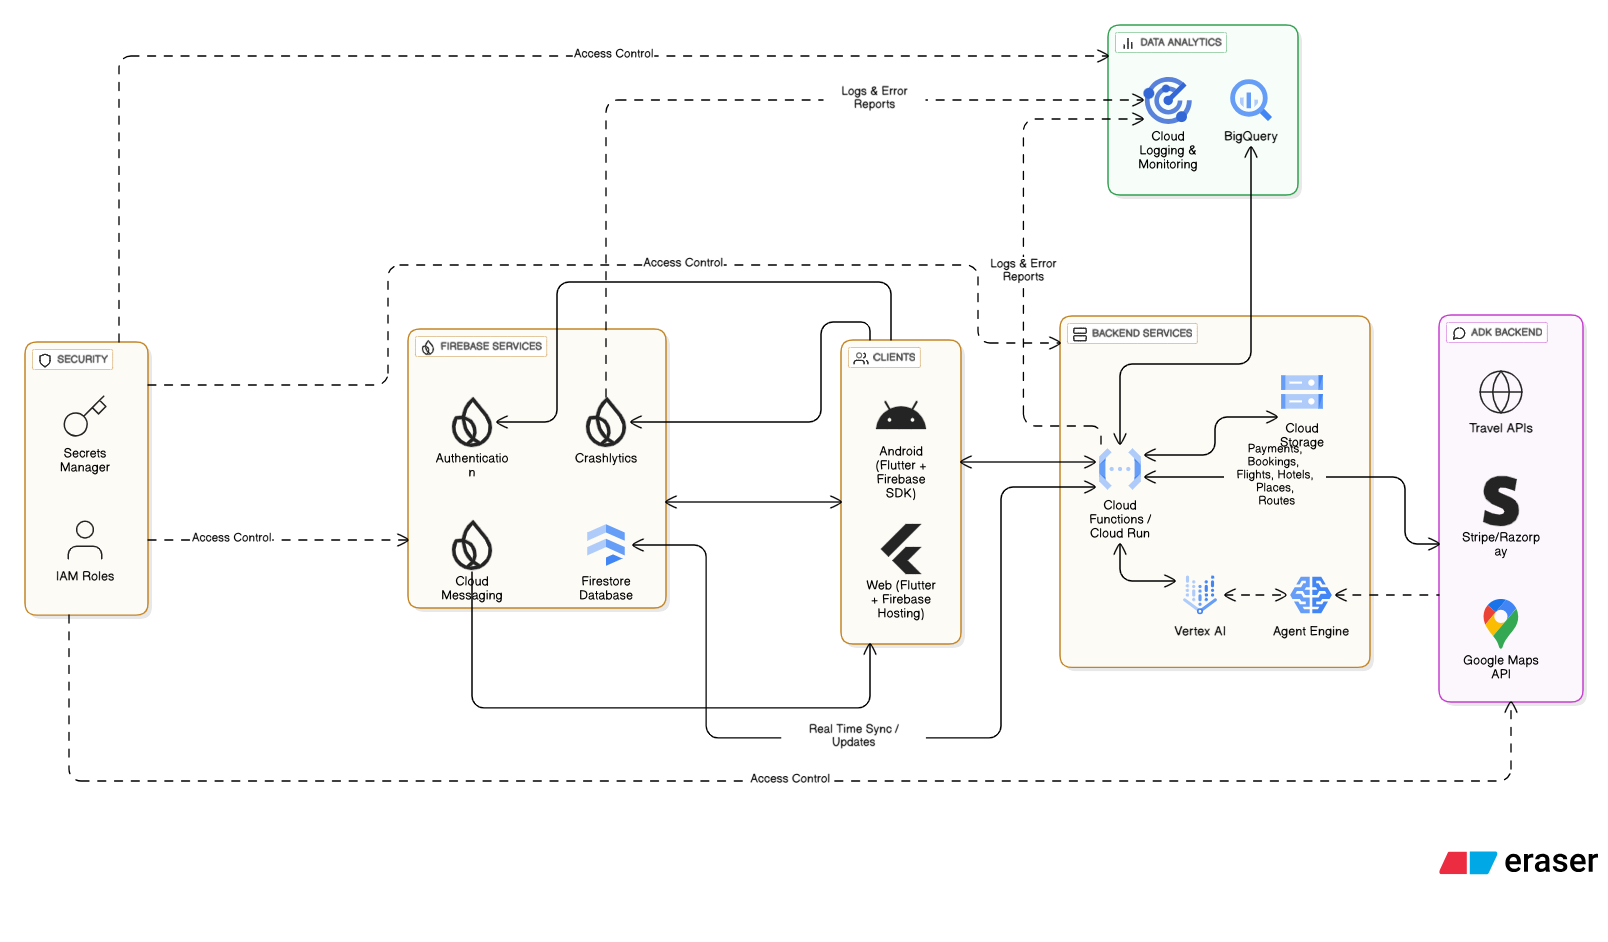 DATA ANALYTICS
Access Control
Logs & Error
Reports
Cloud
Logging &
Monitoring
BigQuery
Access Control
Logs & Error
Reports
SECURITY
Secrets
Manager
IAM Roles
Access Control
FIREBASE SERVICES
Authenticatio
n
Crashlytics
Cloud
Messaging
Firestore
Database
CLIENTS
Android
(Flutter +
Firebase
SDK)
Web (Flutter
+ Firebase
Hosting)
BACKEND SERVICES
Cloud
Storage
Payments,
Bookings,
Flights, Hotels,
Places,
Routes
Cloud
Functions /
Cloud Run
Vertex AI
Agent Engine
ADK BACKEND
Travel APIs
Stripe/Razorp
ay
Google Maps
API
Real Time Sync /
Updates
Access Control
eraser